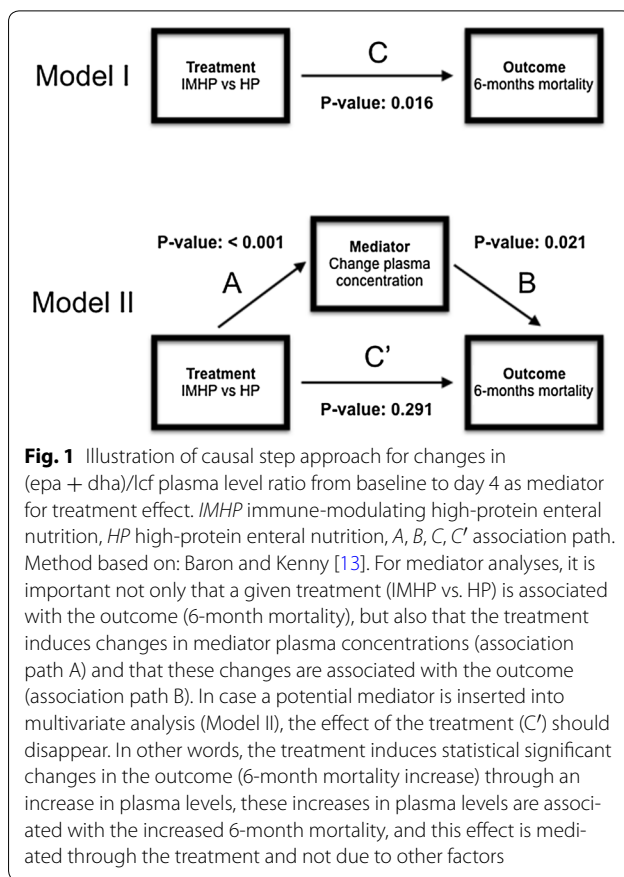 Model I
Treatment
IMHP vs HP
C
P-value: 0.016
Outcome
6-months mortality
Model II
P-value: < 0.001
A
Mediator
Change plasma
concentration
P-value: 0.021
B
Treatment
IMHP vs HP
C'
P-value: 0.291
Outcome
6-months mortality
Fig. 1 Illustration of causal step approach for changes in
(epa + dha)/lcf plasma level ratio from baseline to day 4 as mediator
for treatment effect. IMHP immune-modulating high-protein enteral
nutrition, HP high-protein enteral nutrition, A, B, C, C′ association path.
Method based on: Baron and Kenny [13]. For mediator analyses, it is
important not only that a given treatment (IMHP vs. HP) is associated
with the outcome (6-month mortality), but also that the treatment
induces changes in mediator plasma concentrations (association
path A) and that these changes are associated with the outcome
(association path B). In case a potential mediator is inserted into
multivariate analysis (Model II), the effect of the treatment (C′) should
disappear. In other words, the treatment induces statistical significant
changes in the outcome (6-month mortality increase) through an
increase in plasma levels, these increases in plasma levels are associ-
ated with the increased 6-month mortality, and this effect is medi-
ated through the treatment and not due to other factors